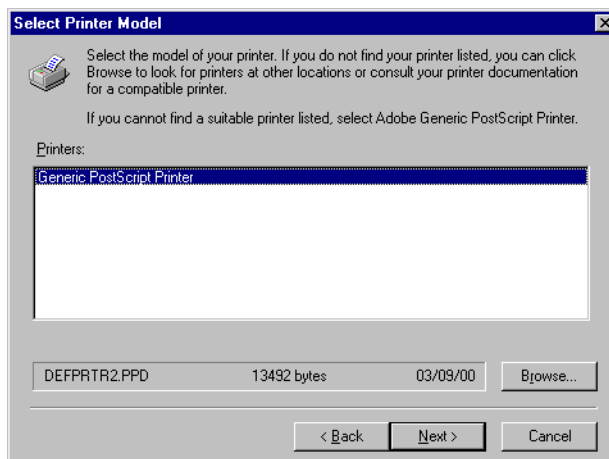 Select Printer Model
Select the model of your printer. If you do not find your printer listed, you can click
Browse to look for printers at other locations or consult your printer documentation
for a compatible printer.
If you cannot find a suitable printer listed, select Adobe Generic PostScript Printer.
Printers:
Generic PostScript Printer
DEFPRTR2.PPD 13492 bytes 03/09/00 Browse...
< Back Next > Cancel